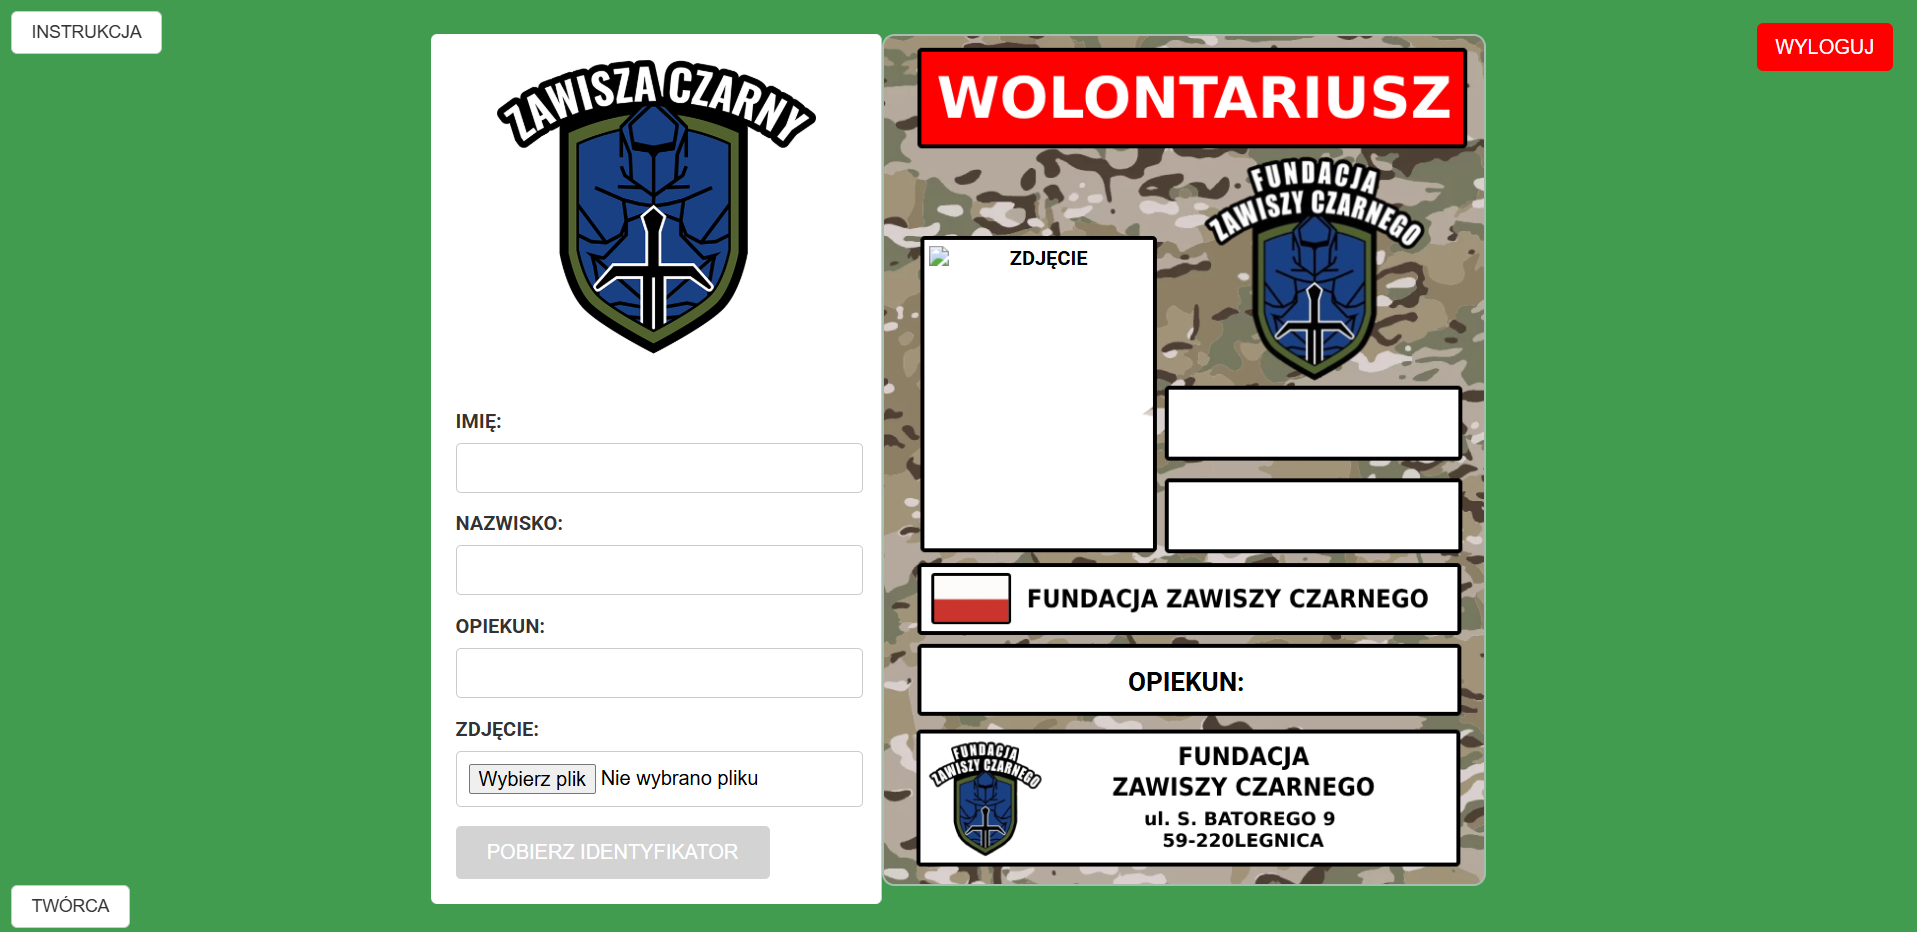 INSTRUKCJA
WYLOGUJ
ZAWISZA CZARNY
IMIĘ:
NAZWISKO:
OPIEKUN:
ZDJĘCIE:
Wybierz plik Nie wybrano pliku
POBIERZ IDENTYFIKATOR
TWÓRCA
WOLONTARIUSZ
FUNDACJA
ZAWISZY CZARNEGO
ZDJĘCIE
FUNDACJA ZAWISZY CZARNEGO
OPIEKUN:
FUNDACJA
ZAWISZY CZARNEGO
FUNDACJA
ZAWISZY CZARNEGO
ul. S. BATOREGO 9
59-220LEGNICA